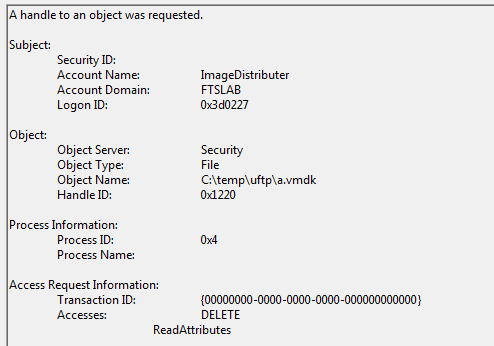 A handle to an object was requested.
Subject:
Security ID:
Account Name: ImageDistributer
Account Domain: FTSLAB
Logon ID: 0x3d0227
Object:
Object Server: Security
Object Type: File
Object Name: C:\temp\uftp\a.vmdk
Handle ID: 0x1220
Process Information:
Process ID: 0x4
Process Name:
Access Request Information:
Transaction ID: {00000000-0000-0000-0000-000000000000}
Accesses: DELETE
ReadAttributes